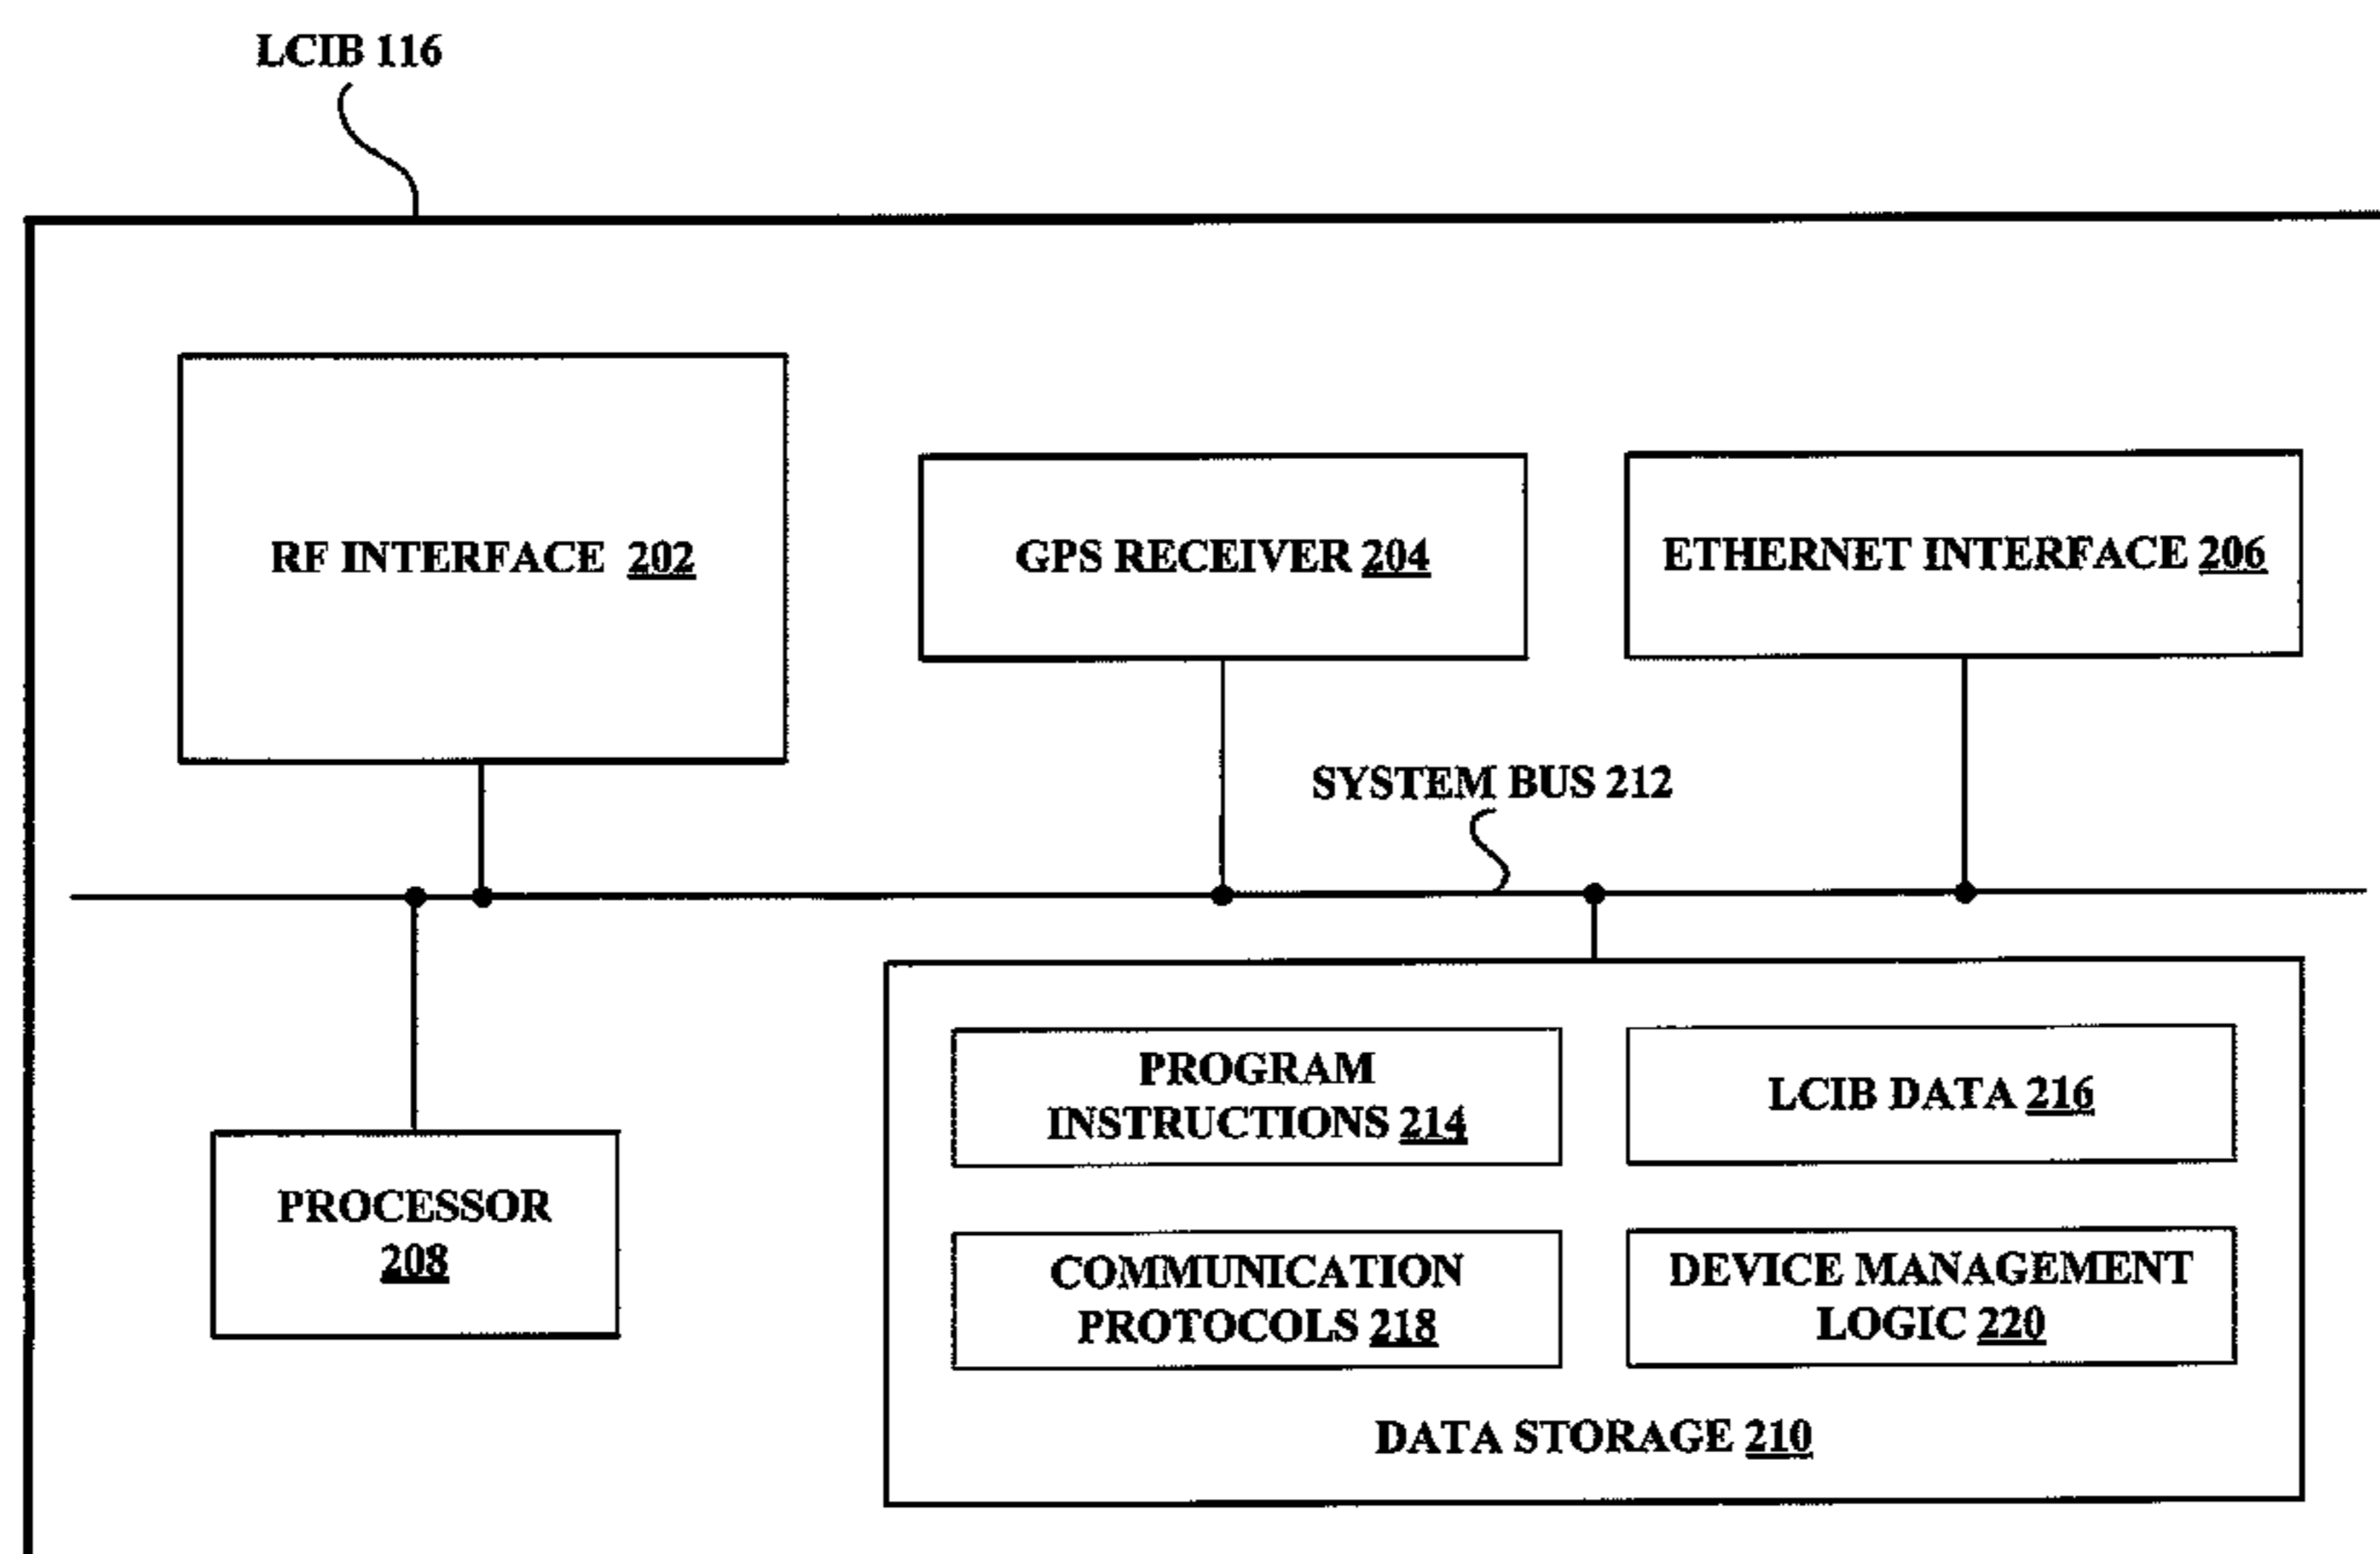 LCIB 116
RF INTERFACE 202
GPS RECEIVER 204
ETHERNET INTERFACE 206
SYSTEM BUS 212
PROCESSOR
208
PROGRAM
INSTRUCTIONS 214
LCIB DATA 216
COMMUNICATION
PROTOCOLS 218
DEVICE MANAGEMENT
LOGIC 220
DATA STORAGE 210